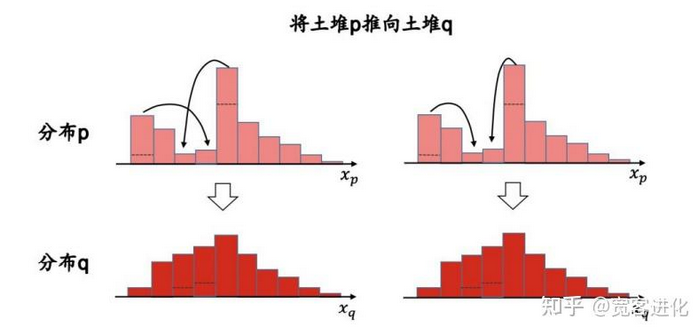 将土堆p推向土堆q
分布p
x_p
x_p
分布q
x_q
x_q
知乎 @宽客进化